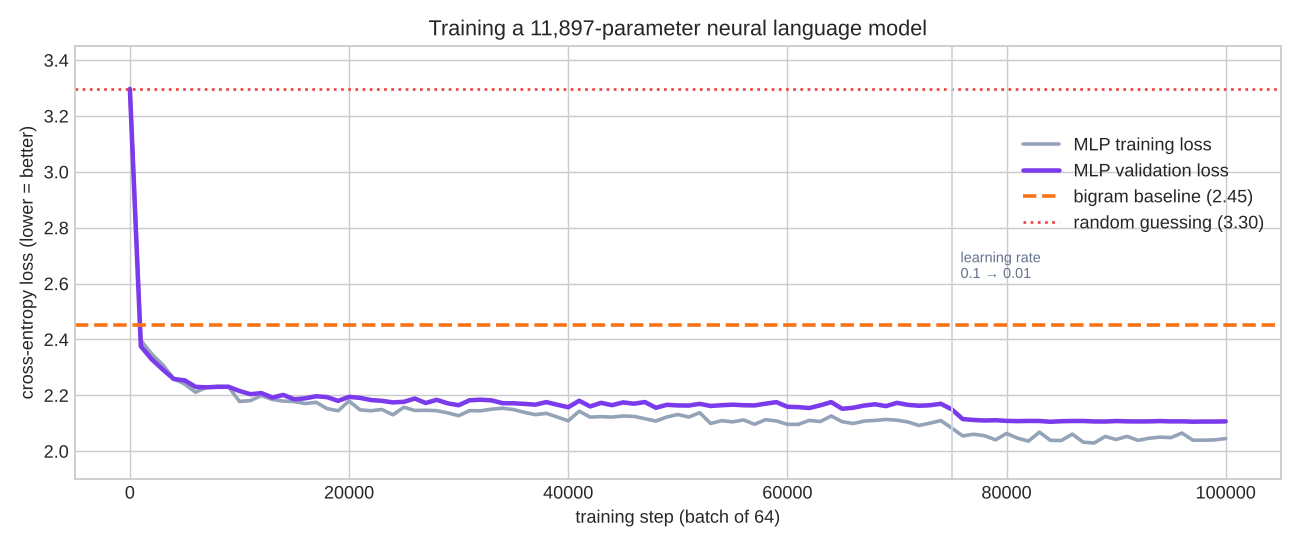 Training a 11,897-parameter neural language model
cross-entropy loss (lower = better)
3.4
3.2
3.0
2.8
2.6
2.4
2.2
2.0
MLP training loss
MLP validation loss
bigram baseline (2.45)
random guessing (3.30)
learning rate
0.1 → 0.01
0 20000 40000 60000 80000 100000
training step (batch of 64)